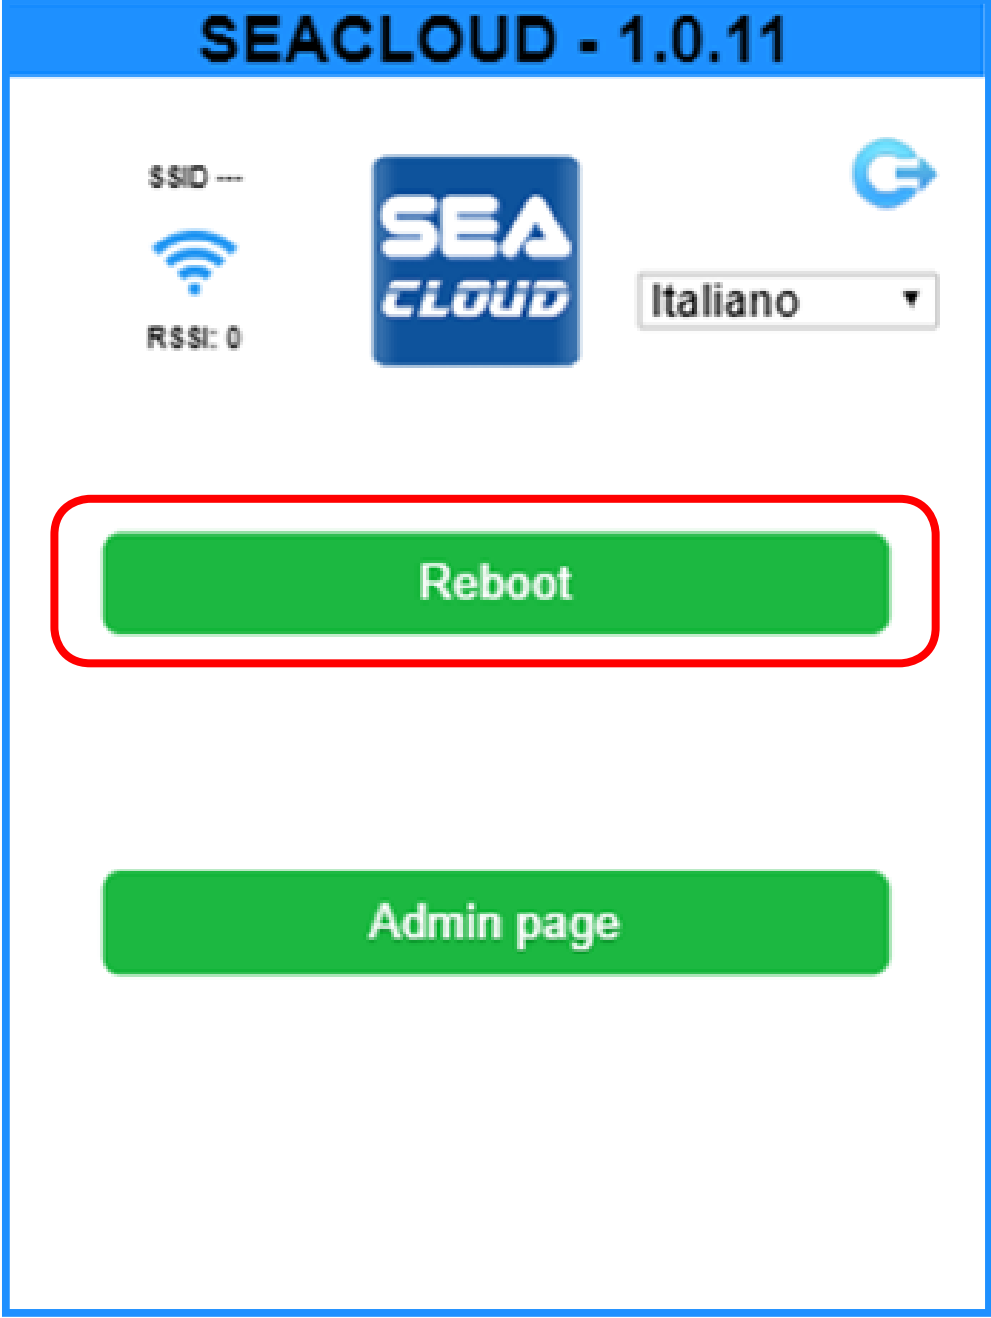 SEACLOUD - 1.0.11
SSID ---
SEA
CLOUD
Italiano
RSSI: 0
Reboot
Admin page